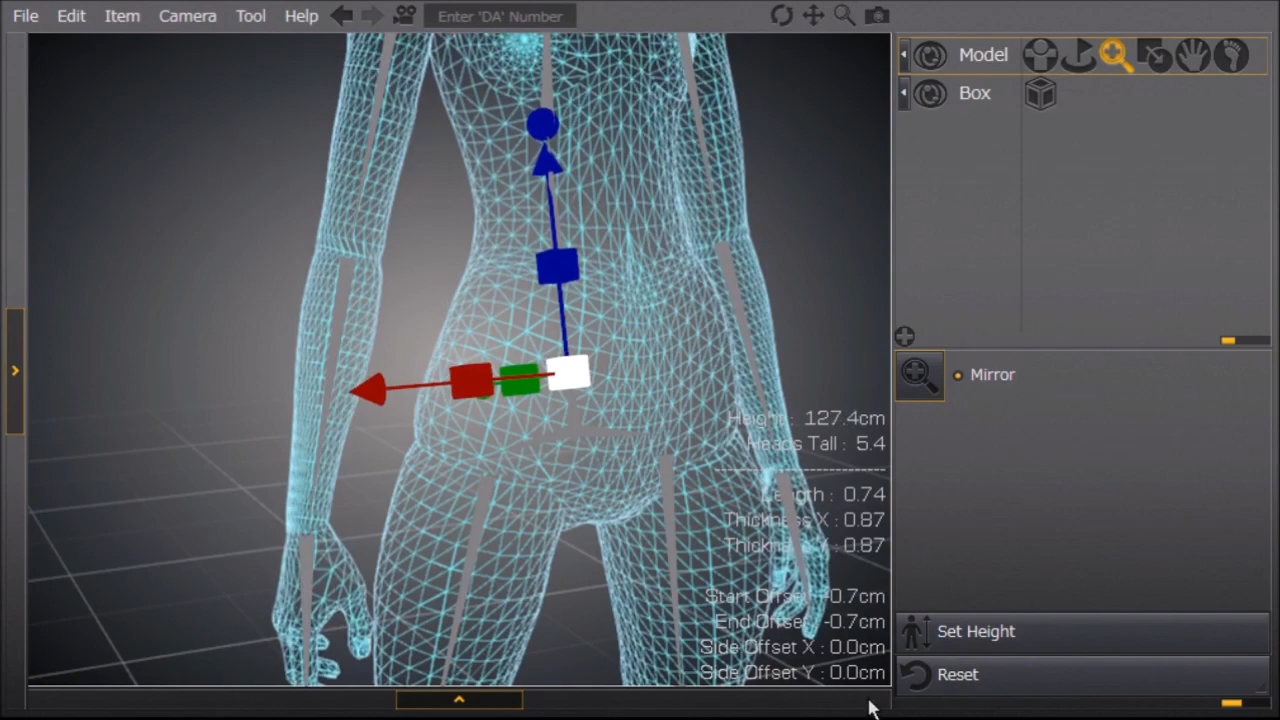 File Edit Item Camera Tool Help Enter 'DA' Number
Model
Box
Mirror
Height : 127.4cm
Heads Tall : 5.4
Length : 0.74
Thickness X : 0.87
Thickness Y : 0.87
Start Offset : -0.7cm
End Offset : -0.7cm
Side Offset X : 0.0cm
Side Offset Y : 0.0cm
Set Height
Reset